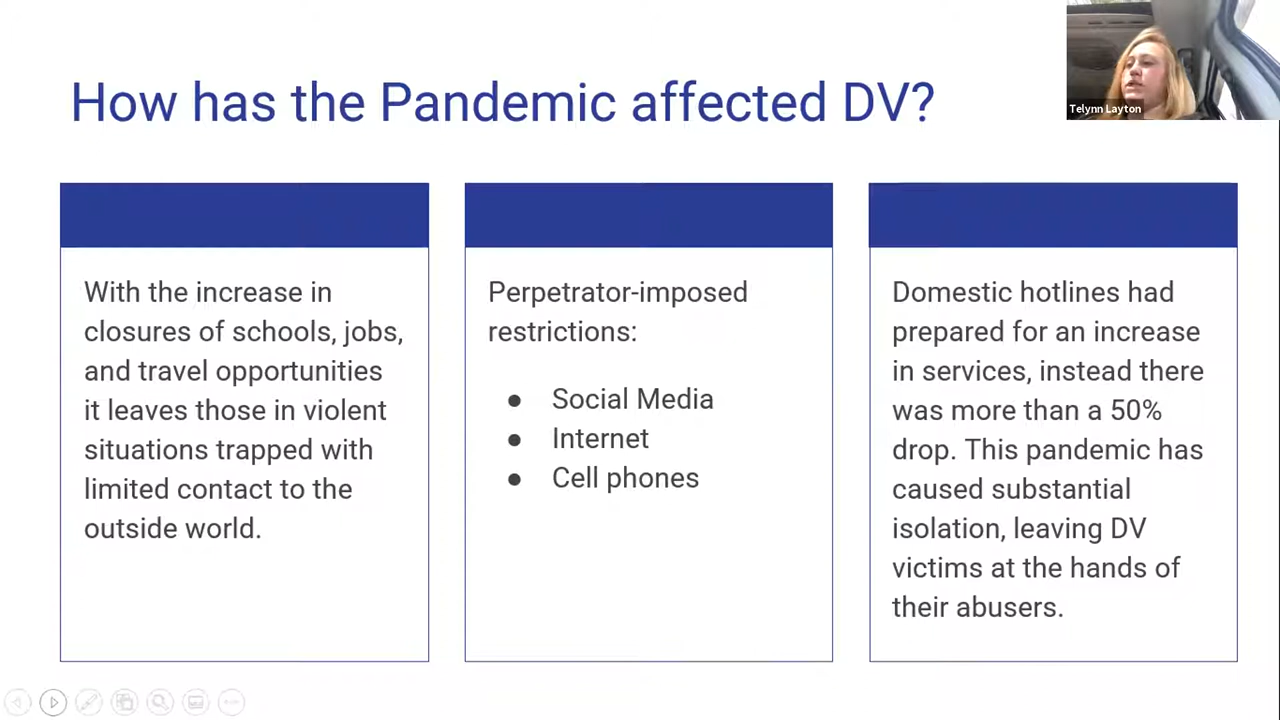 How has the Pandemic affected DV?
Telynn Layton
With the increase in
closures of schools, jobs,
and travel opportunities
it leaves those in violent
situations trapped with
limited contact to the
outside world.
Perpetrator-imposed
restrictions:
● Social Media
● Internet
● Cell phones
Domestic hotlines had
prepared for an increase
in services, instead there
was more than a 50%
drop. This pandemic has
caused substantial
isolation, leaving DV
victims at the hands of
their abusers.